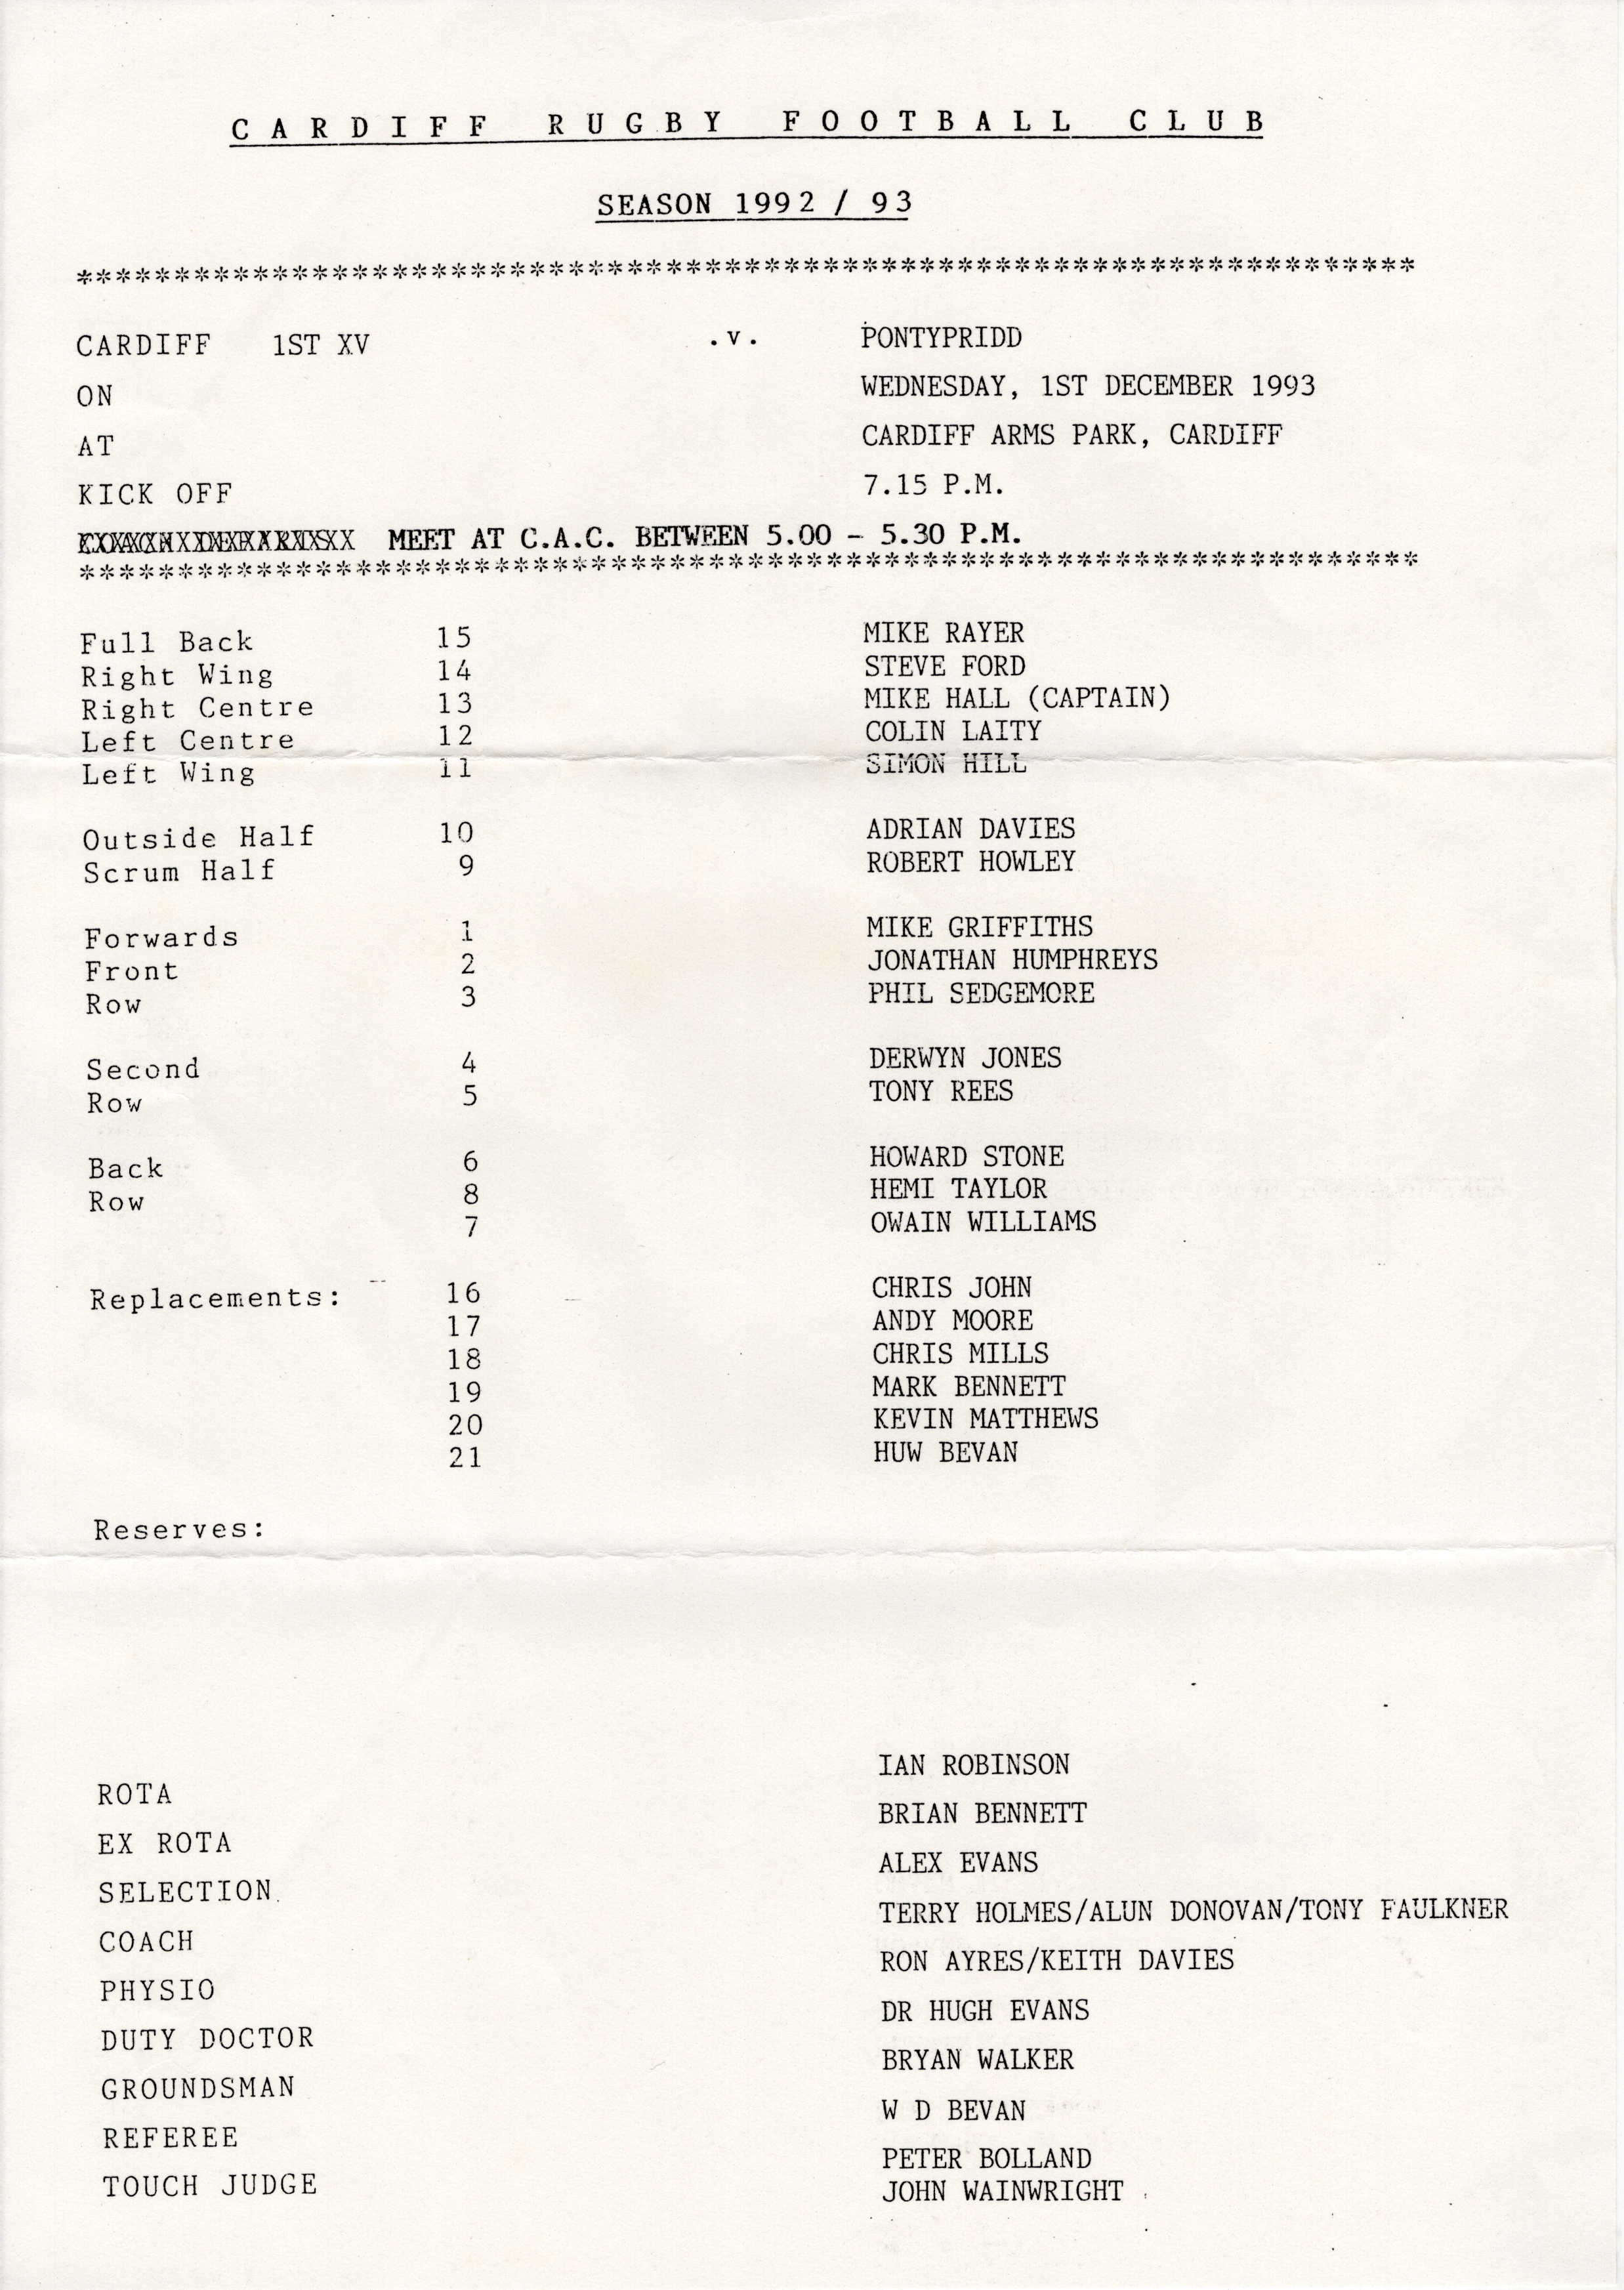 CARDIFF RUGBY FOOTBALL CLUB
SEASON 1992 / 93
*********************************************************************
CARDIFF 1ST XV .v. PONTYPRIDD
ON WEDNESDAY, 1ST DECEMBER 1993
AT CARDIFF ARMS PARK, CARDIFF
KICK OFF 7.15 P.M.
MEET AT C.A.C. BETWEEN 5.00 - 5.30 P.M.
*********************************************************************
Full Back 15 MIKE RAYER
Right Wing 14 STEVE FORD
Right Centre 13 MIKE HALL (CAPTAIN)
Left Centre 12 COLIN LAITY
Left Wing 11 SIMON HILL
Outside Half 10 ADRIAN DAVIES
Scrum Half 9 ROBERT HOWLEY
Forwards 1 MIKE GRIFFITHS
Front 2 JONATHAN HUMPHREYS
Row 3 PHIL SEDGEMORE
Second 4 DERWYN JONES
Row 5 TONY REES
Back 6 HOWARD STONE
Row 8 HEMI TAYLOR
7 OWAIN WILLIAMS
Replacements: 16 CHRIS JOHN
17 ANDY MOORE
18 CHRIS MILLS
19 MARK BENNETT
20 KEVIN MATTHEWS
21 HUW BEVAN
Reserves:
ROTA IAN ROBINSON
EX ROTA BRIAN BENNETT
SELECTION ALEX EVANS
COACH TERRY HOLMES/ALUN DONOVAN/TONY FAULKNER
PHYSIO RON AYRES/KEITH DAVIES
DUTY DOCTOR DR HUGH EVANS
GROUNDSMAN BRYAN WALKER
REFEREE W D BEVAN
TOUCH JUDGE PETER BOLLAND
JOHN WAINWRIGHT